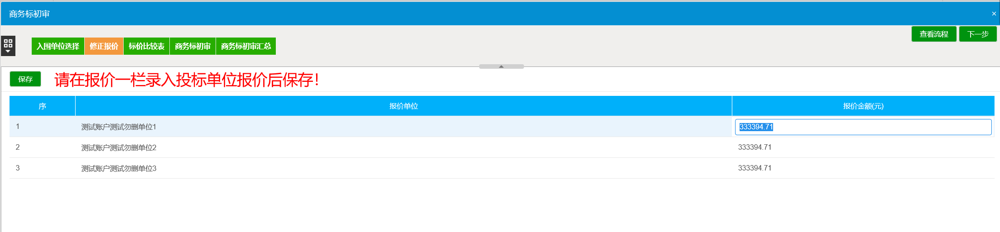 商务标初审
×
查看流程 下一步
入围单位选择 修正报价 标价比较表 商务标初审 商务标初审汇总
保存 请在报价一栏录入投标单位报价后保存！
序 报价单位 报价金额(元)
1 测试账户测试勿删单位1 333394.71
2 测试账户测试勿删单位2 333394.71
3 测试账户测试勿删单位3 333394.71